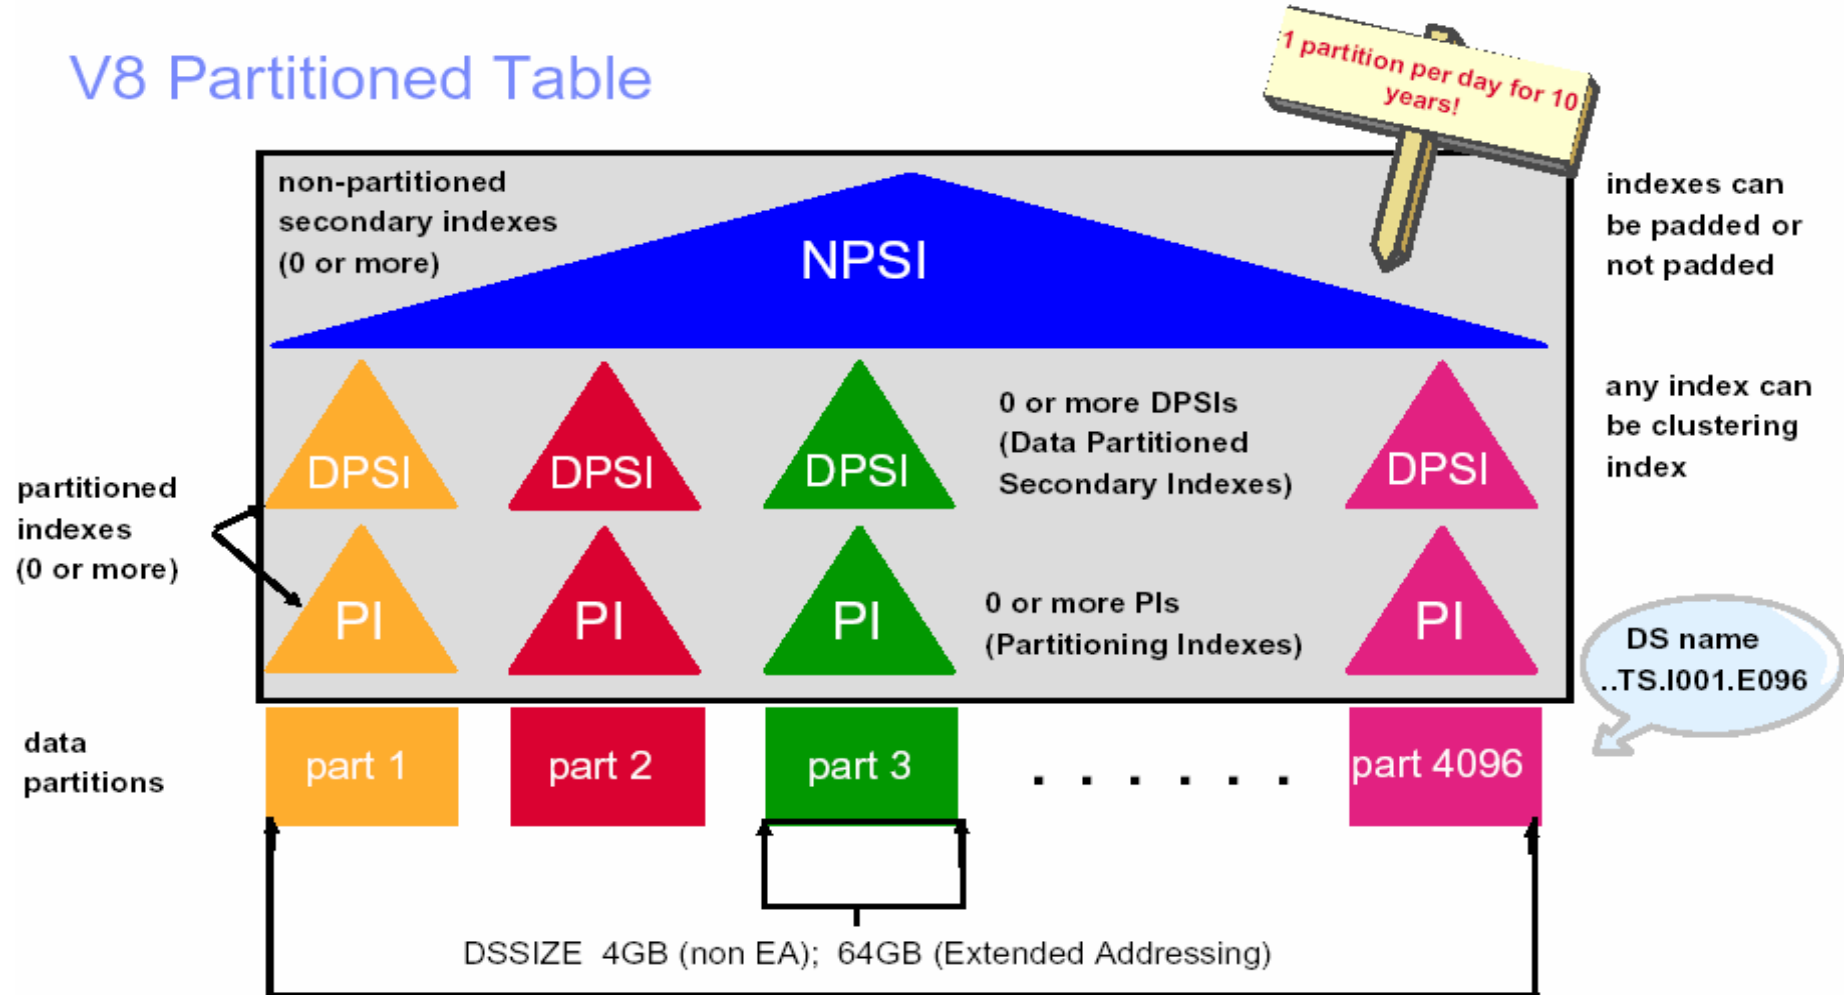 V8 Partitioned Table
1 partition per day for 10
years!
non-partitioned
secondary indexes
(0 or more)
NPSI
indexes can
be padded or
not padded
DPSI
DPSI
DPSI
0 or more DPSIs
(Data Partitioned
Secondary Indexes)
DPSI
any index can
be clustering
index
partitioned
indexes
(0 or more)
PI
PI
PI
0 or more PIs
(Partitioning Indexes)
PI
DS name
..TS.I001.E096
data
partitions
part 1
part 2
part 3
. . . . . .
part 4096
DSSIZE 4GB (non EA); 64GB (Extended Addressing)